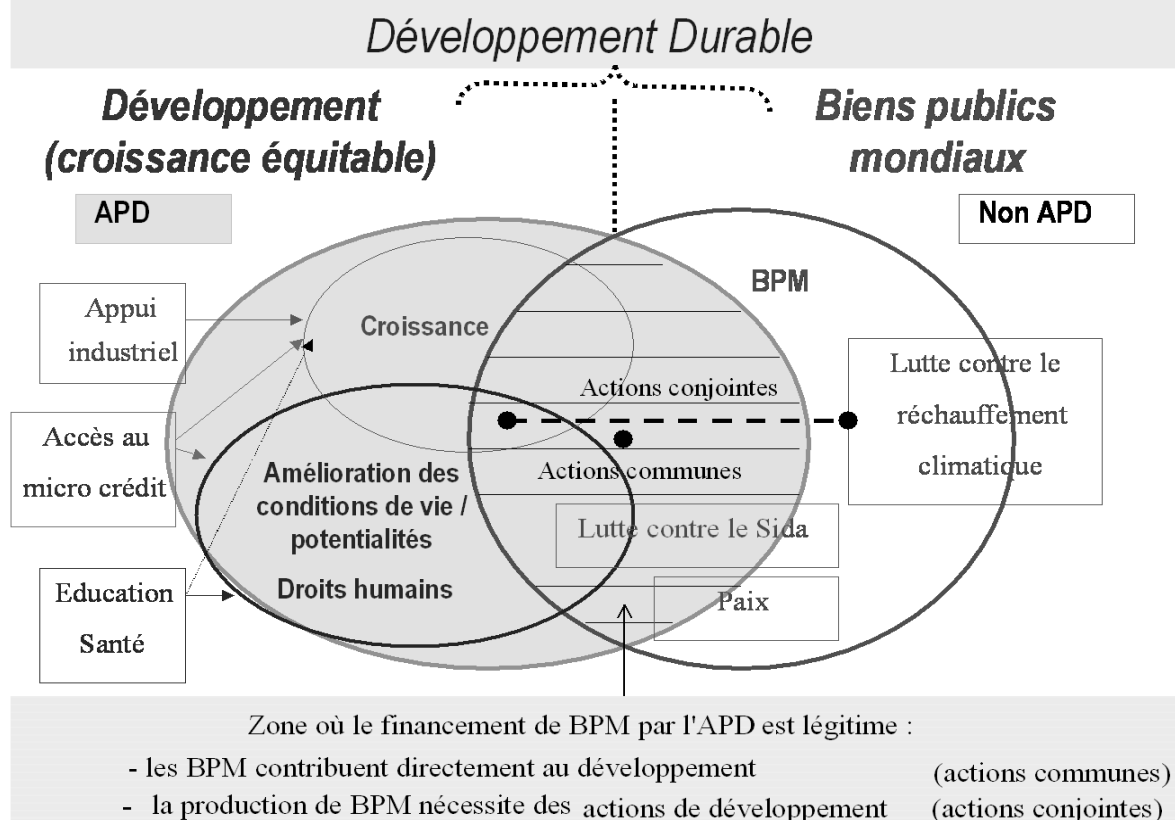 Développement Durable
Développement
(croissance équitable)
Biens publics
mondiaux
APD
Non APD
BPM
Appui
industriel
Croissance
Lutte contre le
réchauffement
climatique
Actions conjointes
Accès au
micro crédit
Actions communes
Amélioration des
conditions de vie /
potentialités
Droits humains
Lutte contre le Sida
Paix
Education
Santé
Zone où le financement de BPM par l'APD est légitime :
- les BPM contribuent directement au développement (actions communes)
- la production de BPM nécessite des actions de développement (actions conjointes)